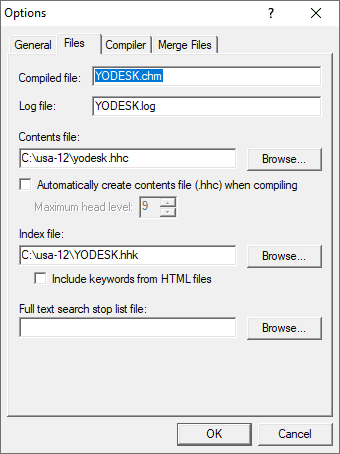 Options
General Files Compiler Merge Files
Compiled file: YODESK.chm
Log file: YODESK.log
Contents file:
C:\usa-12\yodesk.hhc Browse...
Automatically create contents file (.hhc) when compiling
Maximum head level: 9
Index file:
C:\usa-12\YODESK.hhk Browse...
Include keywords from HTML files
Full text search stop list file:
Browse...
OK Cancel